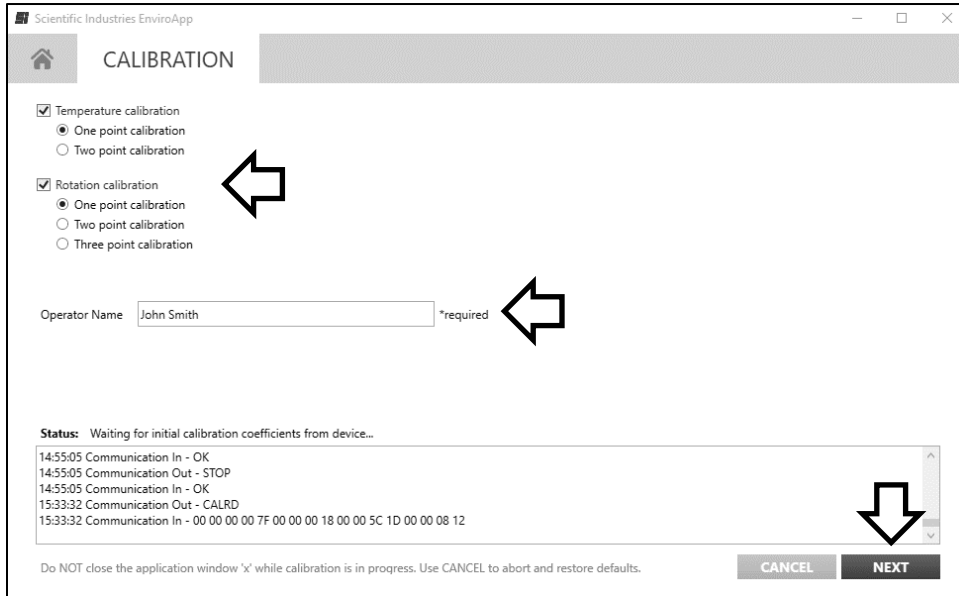 Scientific Industries EnviroApp
CALIBRATION
Temperature calibration
One point calibration
Two point calibration
Rotation calibration
One point calibration
Two point calibration
Three point calibration
Operator Name John Smith *required
Status: Waiting for initial calibration coefficients from device...
14:55:05 Communication In - OK
14:55:05 Communication Out - STOP
14:55:05 Communication In - OK
15:33:32 Communication Out - CALRD
15:33:32 Communication In - 00 00 00 00 7F 00 00 00 18 00 00 5C 1D 00 00 08 12
Do NOT close the application window 'x' while calibration is in progress. Use CANCEL to abort and restore defaults. CANCEL NEXT